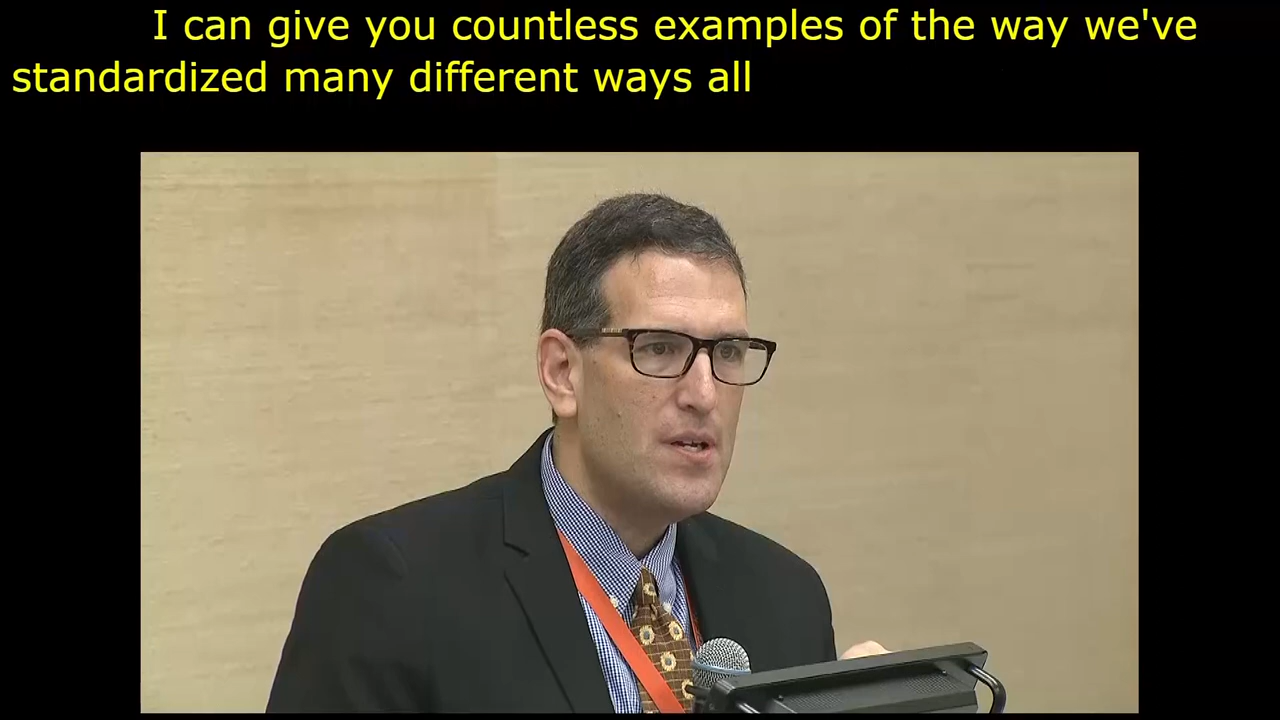 I can give you countless examples of the way we've
standardized many different ways all